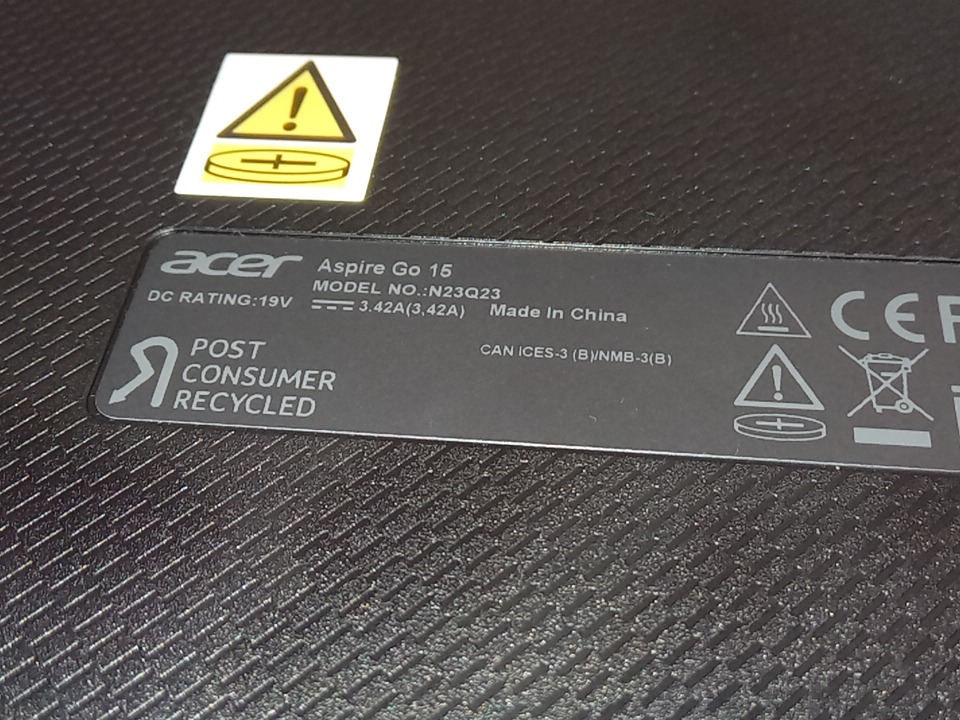 acer
Aspire Go 15
MODEL NO.:N23Q23
DC RATING:19V 3.42A(3,42A) Made In China
CAN ICES-3 (B)/NMB-3(B)
POST
CONSUMER
RECYCLED
CE